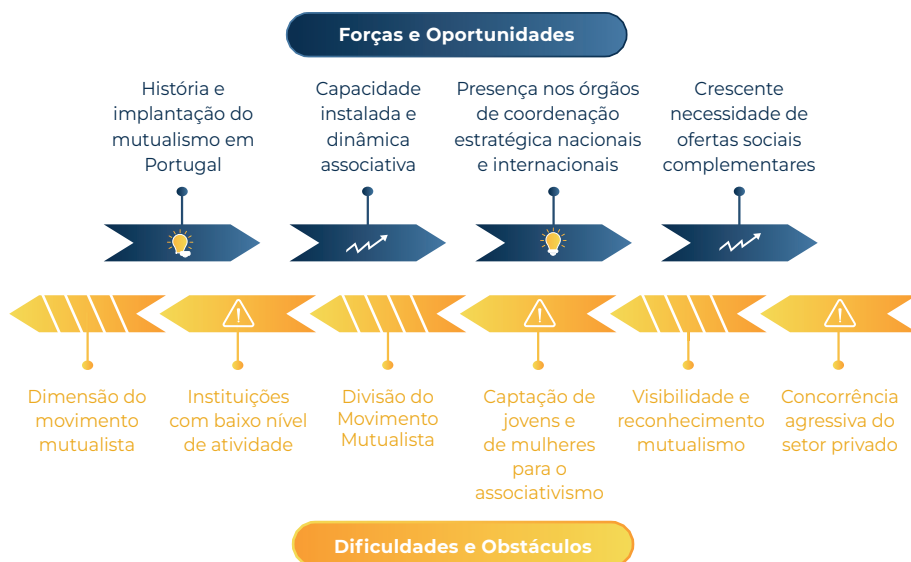 Forças e Oportunidades
História e
implantação do
mutualismo em
Portugal
Capacidade
instalada e
dinâmica
associativa
Presença nos órgãos
de coordenação
estratégica nacionais
e internacionais
Crescente
necessidade de
ofertas sociais
complementares
Dimensão do
movimento
mutualista
Instituições
com baixo nível
de atividade
Divisão do
Movimento
Mutualista
Captação de
jovens e
de mulheres
para o
associativismo
Visibilidade e
reconhecimento
mutualismo
Concorrência
agressiva do
setor privado
Dificuldades e Obstáculos